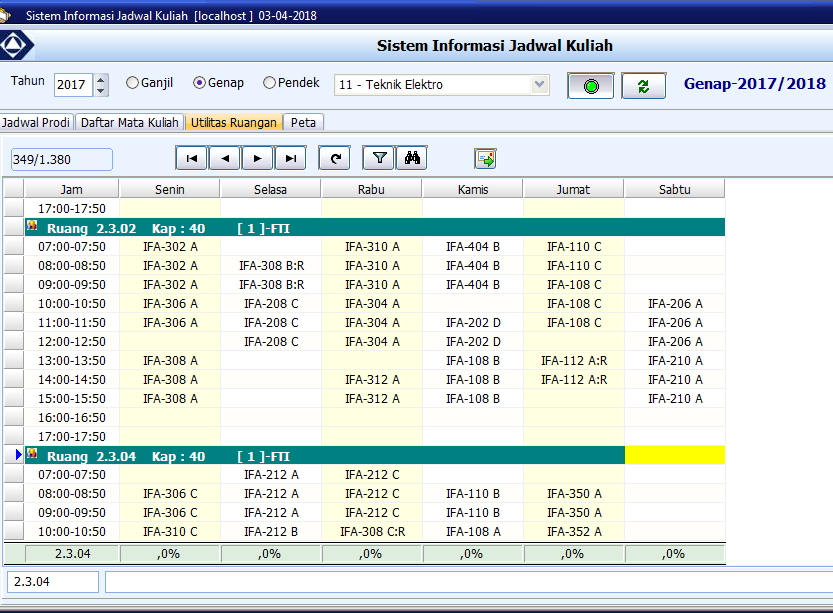 Sistem Informasi Jadwal Kuliah [localhost ] 03-04-2018
Sistem Informasi Jadwal Kuliah
Tahun 2017 Ganjil Genap Pendek 11 - Teknik Elektro Genap-2017/2018
Jadwal Prodi Daftar Mata Kuliah Utilitas Ruangan Peta
349/1.380
Jam Senin Selasa Rabu Kamis Jumat Sabtu
17:00-17:50
Ruang 2.3.02 Kap : 40 [ 1 ]-FTI
07:00-07:50 IFA-302 A IFA-310 A IFA-404 B IFA-110 C
08:00-08:50 IFA-302 A IFA-308 B:R IFA-310 A IFA-404 B IFA-110 C
09:00-09:50 IFA-302 A IFA-308 B:R IFA-310 A IFA-404 B IFA-108 C
10:00-10:50 IFA-306 A IFA-208 C IFA-304 A IFA-108 C IFA-206 A
11:00-11:50 IFA-306 A IFA-208 C IFA-304 A IFA-202 D IFA-108 C IFA-206 A
12:00-12:50 IFA-208 C IFA-304 A IFA-202 D IFA-206 A
13:00-13:50 IFA-308 A IFA-108 B IFA-112 A:R IFA-210 A
14:00-14:50 IFA-308 A IFA-312 A IFA-108 B IFA-112 A:R IFA-210 A
15:00-15:50 IFA-308 A IFA-312 A IFA-108 B IFA-210 A
16:00-16:50
17:00-17:50
Ruang 2.3.04 Kap : 40 [ 1 ]-FTI
07:00-07:50 IFA-212 A IFA-212 C
08:00-08:50 IFA-306 C IFA-212 A IFA-212 C IFA-110 B IFA-350 A
09:00-09:50 IFA-306 C IFA-212 A IFA-212 C IFA-110 B IFA-350 A
10:00-10:50 IFA-310 C IFA-212 B IFA-308 C:R IFA-108 A IFA-352 A
2.3.04 ,0% ,0% ,0% ,0% ,0% ,0%
2.3.04